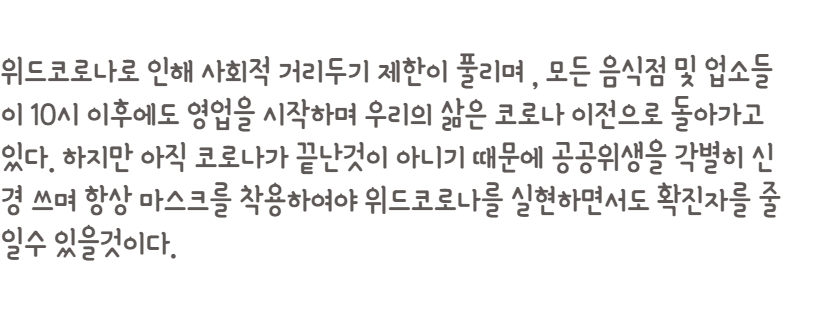 위드코로나로 인해 사회적 거리두기 제한이 풀리며 , 모든 음식점 및 업소들
이 10시 이후에도 영업을 시작하며 우리의 삶은 코로나 이전으로 돌아가고
있다. 하지만 아직 코로나가 끝난것이 아니기 때문에 공공위생을 각별히 신
경 쓰며 항상 마스크를 착용하여야 위드코로나를 실현하면서도 확진자를 줄
일수 있을것이다.